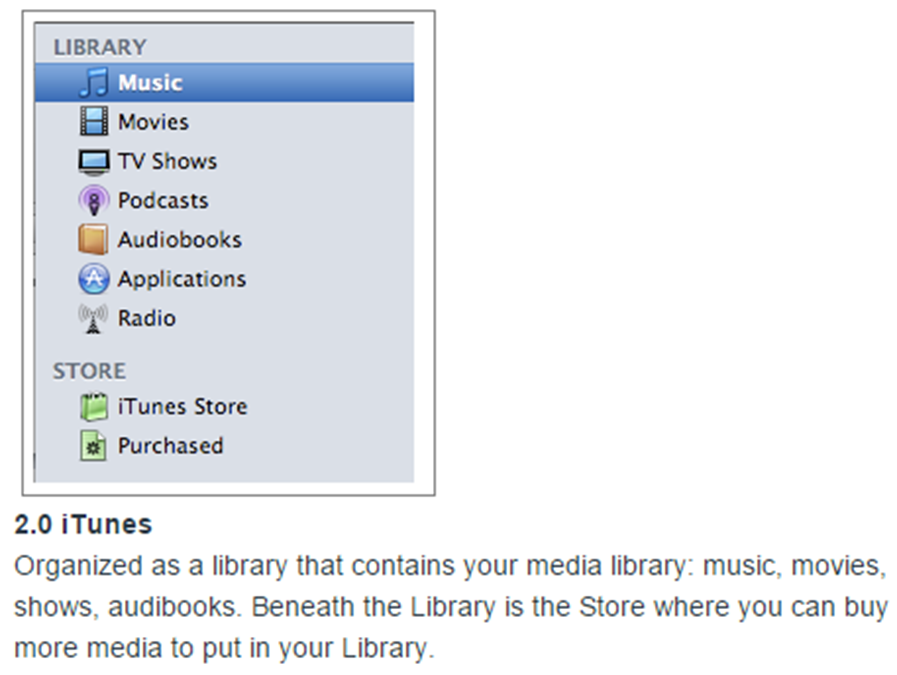 LIBRARY
Music
Movies
TV Shows
Podcasts
Audiobooks
Applications
Radio
STORE
iTunes Store
Purchased
2.0 iTunes
Organized as a library that contains your media library: music, movies,
shows, audibooks. Beneath the Library is the Store where you can buy
more media to put in your Library.